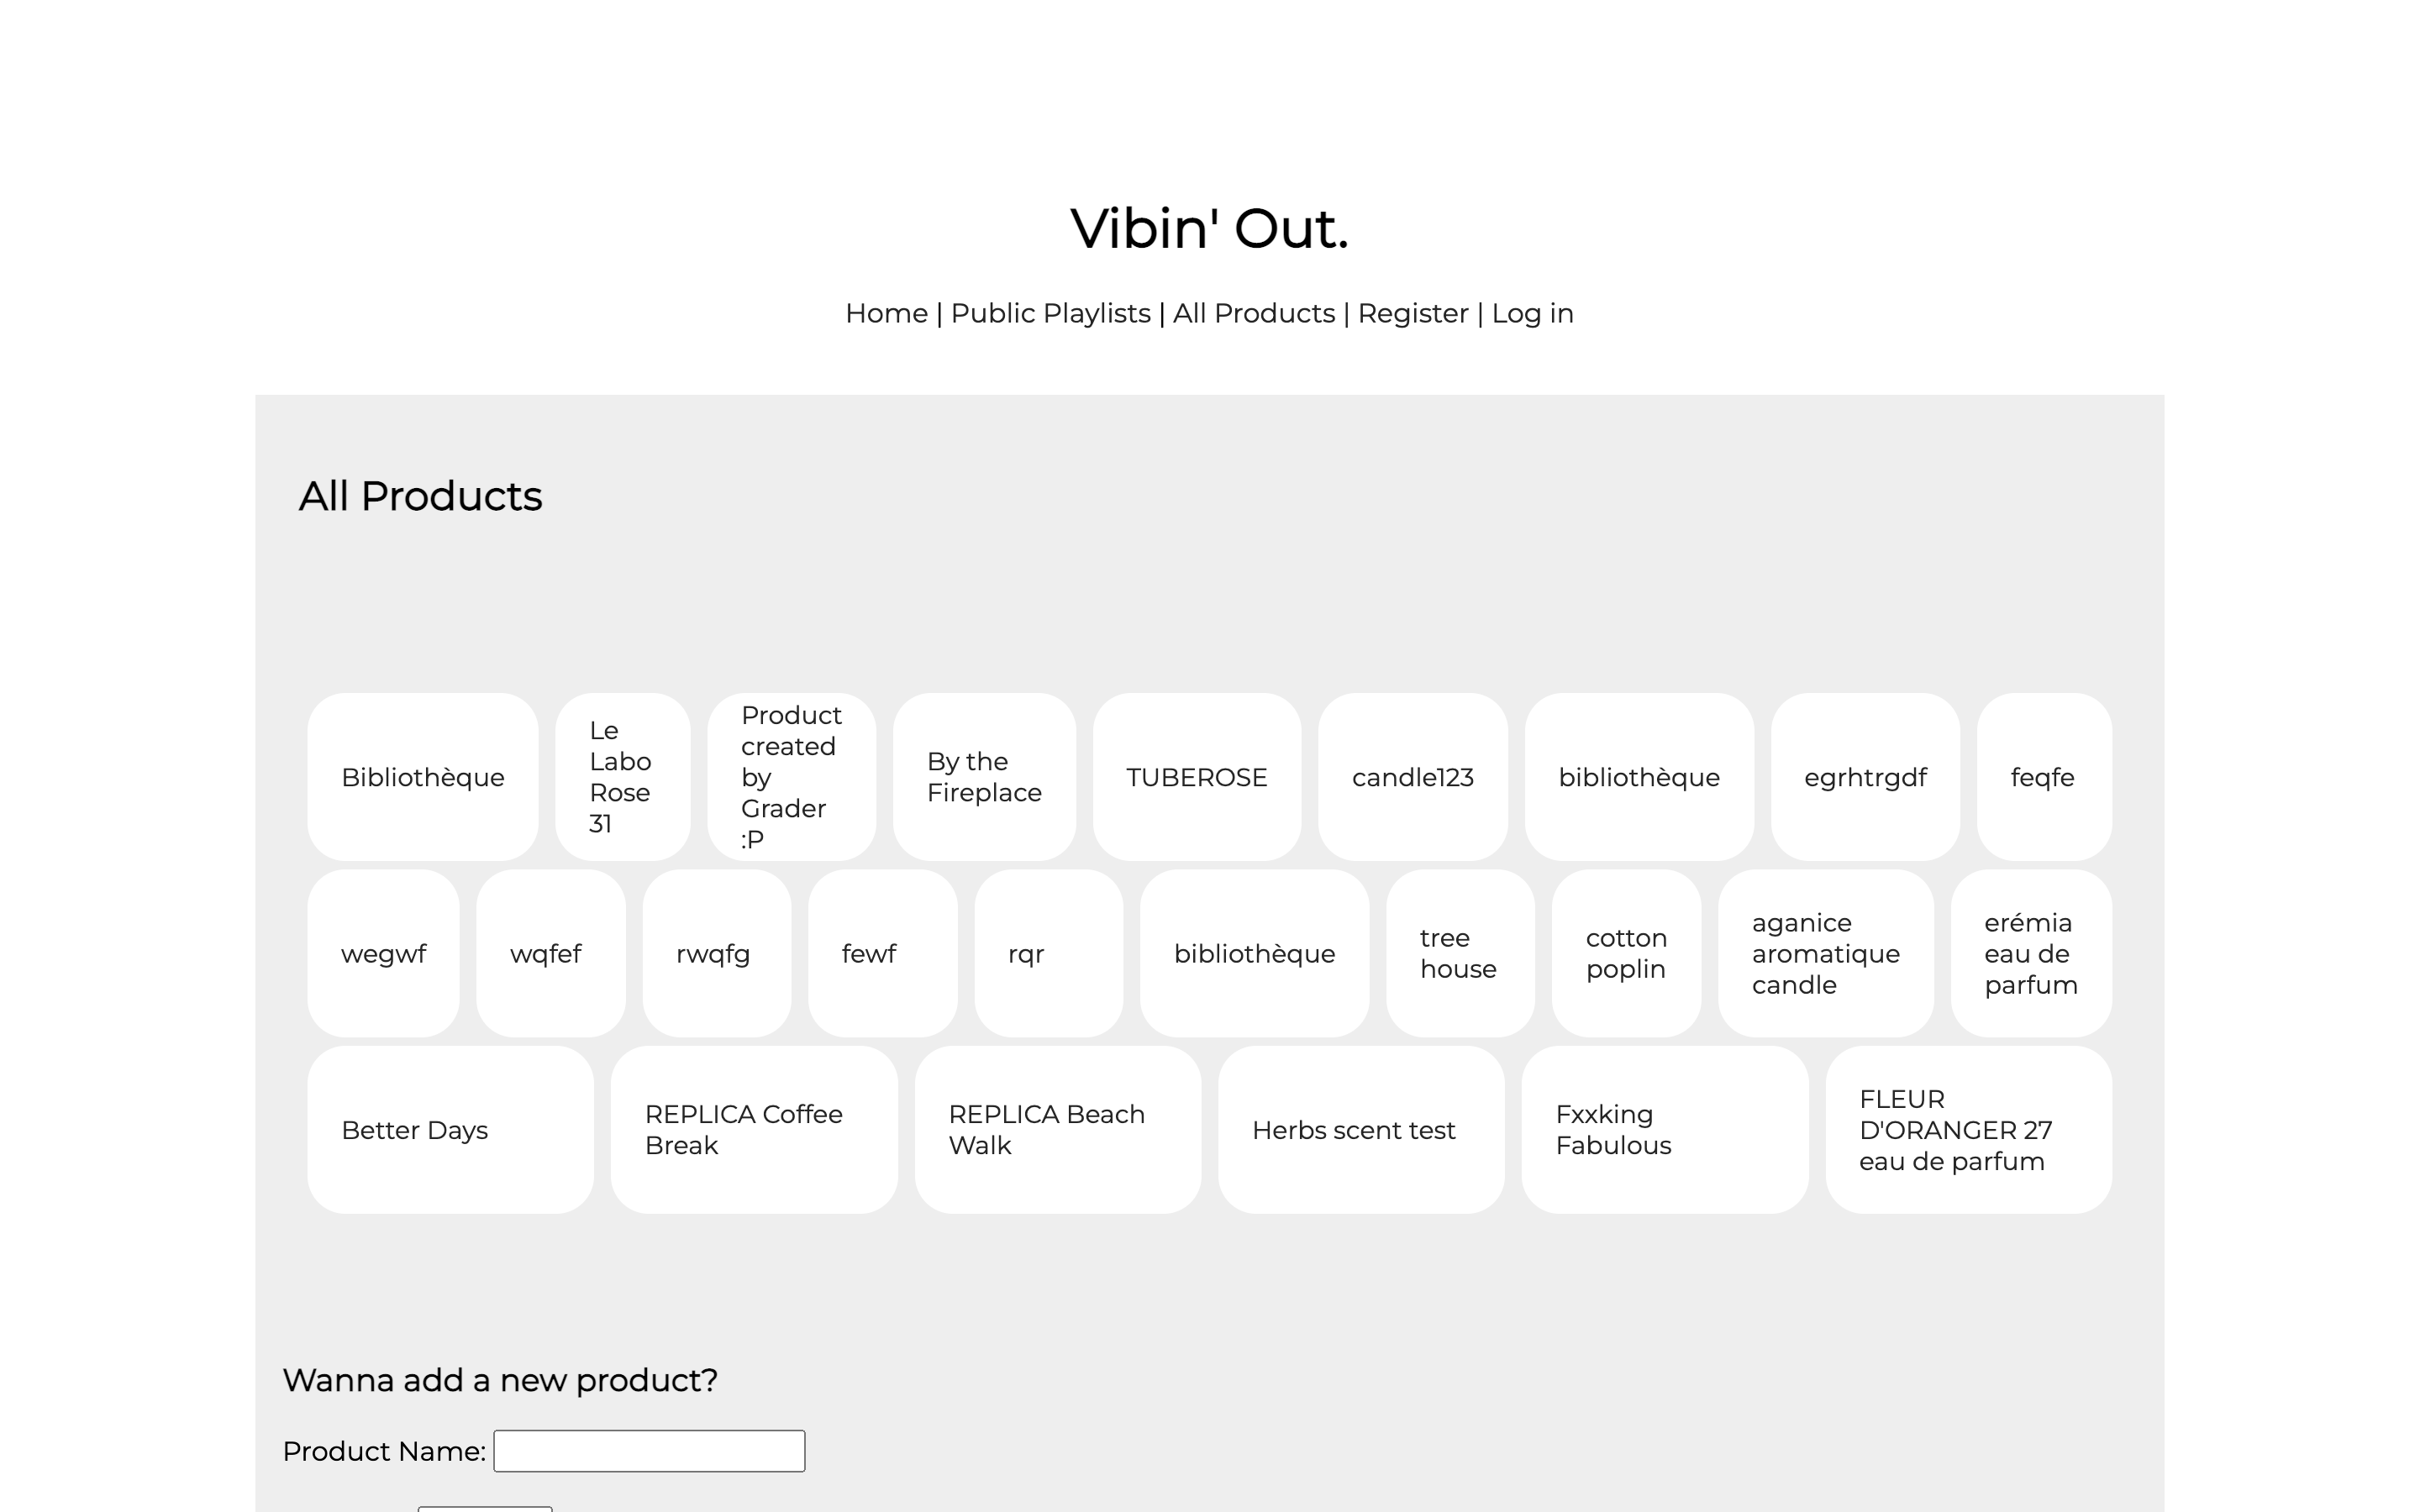 Vibin' Out.
Home | Public Playlists | All Products | Register | Log in
All Products
Bibliothèque
Le
Labo
Rose
31
Product
created
by
Grader
:P
By the
Fireplace
TUBEROSE
candle123
bibliothèque
egrhtrgdf
feqfe
wegwf
wqfef
rwqfg
fewf
rqr
bibliothèque
tree
house
cotton
poplin
aganice
aromatique
candle
erémia
eau de
parfum
Better Days
REPLICA Coffee
Break
REPLICA Beach
Walk
Herbs scent test
Fxxking
Fabulous
FLEUR
D'ORANGER 27
eau de parfum
Wanna add a new product?
Product Name: